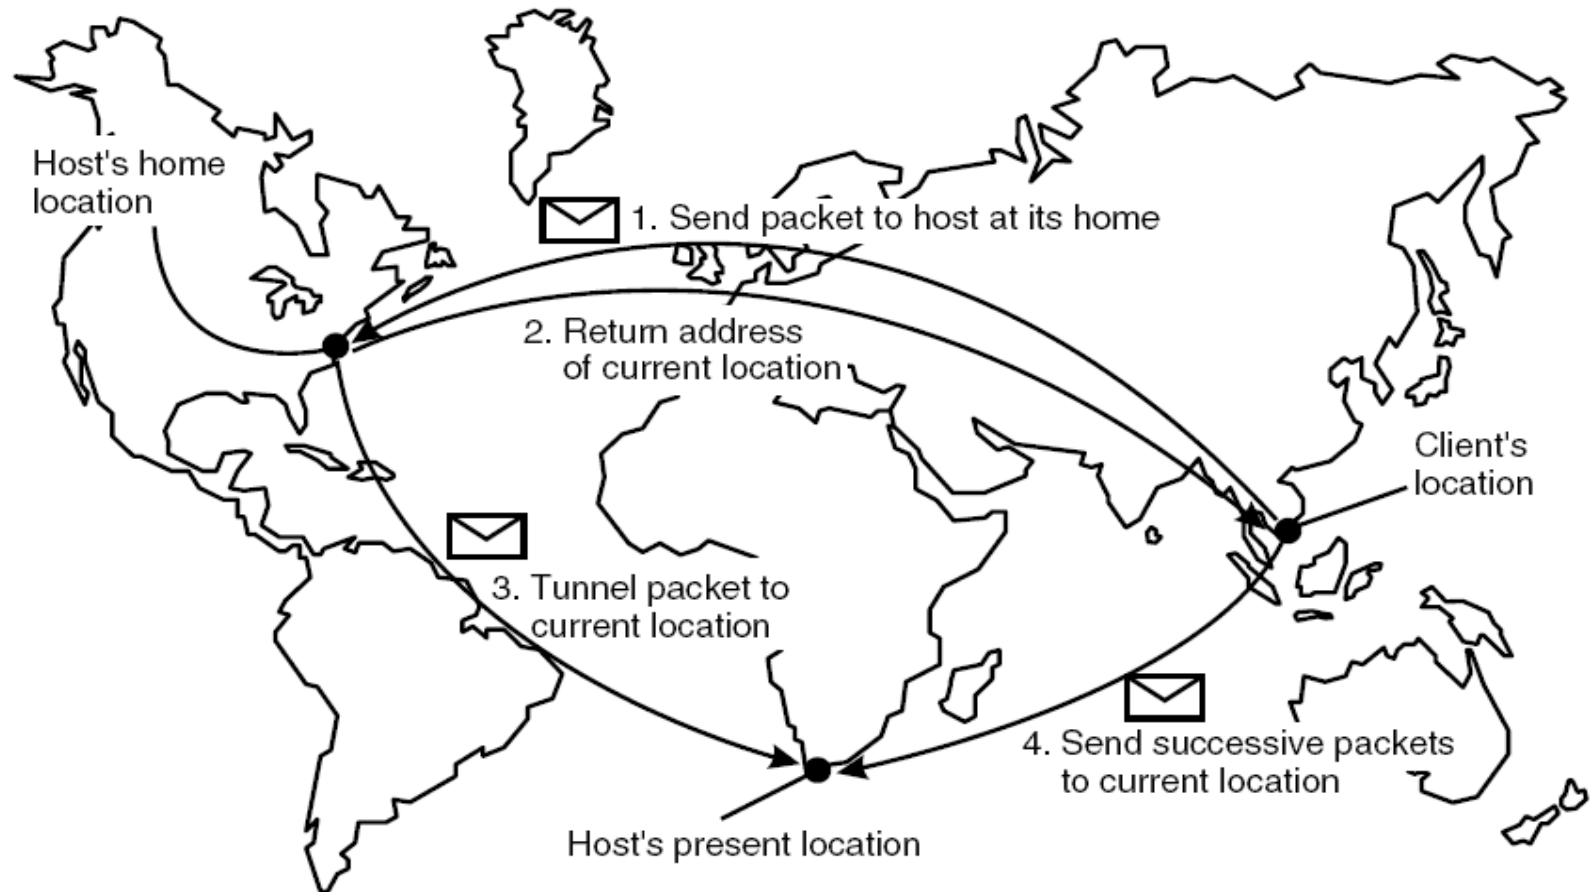 Host's home
location
1. Send packet to host at its home
2. Return address
of current location
Client's
location
3. Tunnel packet to
current location
4. Send successive packets
to current location
Host's present location